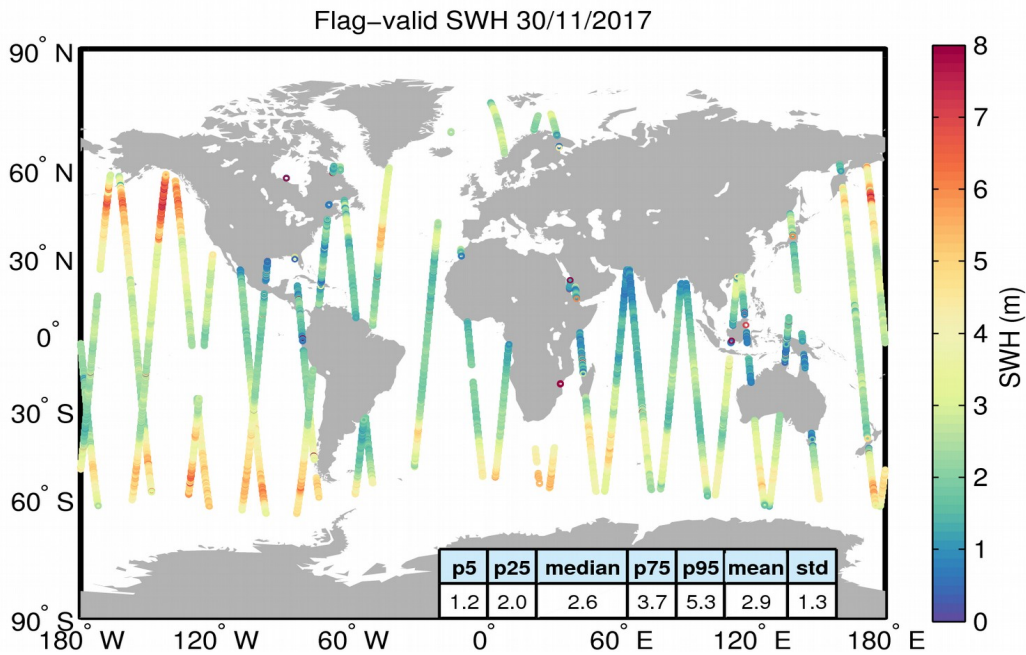 Flag−valid SWH 30/11/2017
90° N
60° N
30° N
0°
30° S
60° S
90° S
180° W
120° W
60° W
0°
60° E
120° E
180° E
p5 p25 median p75 p95 mean std
1.2 2.0 2.6 3.7 5.3 2.9 1.3
8
7
6
5
4
3
2
1
0
SWH (m)